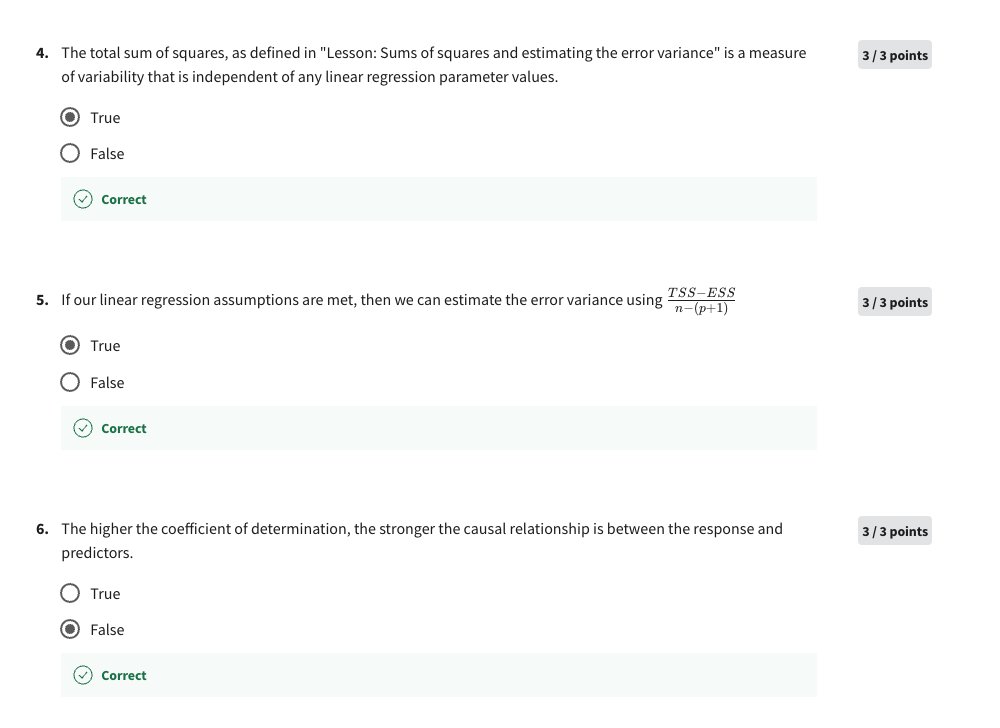 4. The total sum of squares, as defined in "Lesson: Sums of squares and estimating the error variance" is a measure
of variability that is independent of any linear regression parameter values.
3 / 3 points
True
False
Correct
5. If our linear regression assumptions are met, then we can estimate the error variance using \frac{TSS-ESS}{n-(p+1)}
3 / 3 points
True
False
Correct
6. The higher the coefficient of determination, the stronger the causal relationship is between the response and
predictors.
3 / 3 points
True
False
Correct